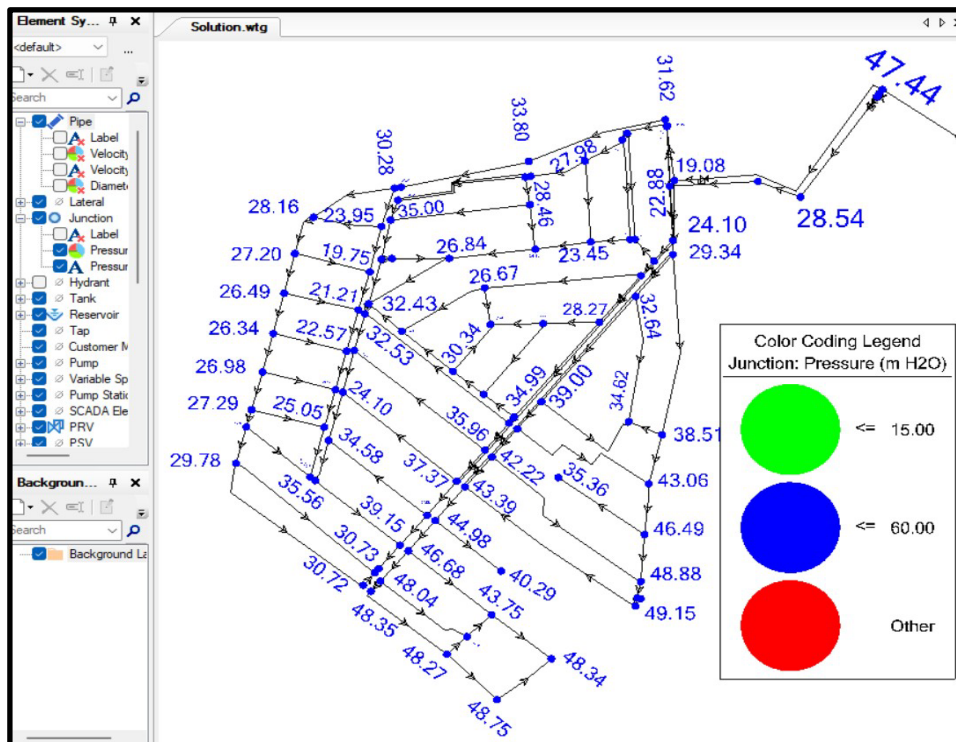 Element Sy...
<default>
...
Search
Pipe
Label
Velocity
Velocity
Diamete
Lateral
Junction
Label
Pressure
Pressure
Hydrant
Tank
Reservoir
Tap
Customer M
Pump
Variable Sp
Pump Stati
SCADA Ele
PRV
PSV
Backgroun...
Search
Background La
Solution.wtg
47.44
31.62
33.80
27.98
30.28
19.08
22.88
28.54
28.46
28.16
23.95
35.00
24.10
29.34
27.20
19.75
26.84
23.45
26.67
26.49
21.21
32.43
32.64
28.27
26.34
22.57
32.53
30.34
26.98
24.10
34.99
39.00
34.62
27.29
25.05
35.96
38.51
34.58
42.22
29.78
37.37
35.36
43.06
35.56
43.39
39.15
44.98
46.49
30.73
46.68
40.29
48.88
30.72
48.04
43.75
49.15
48.35
48.27
48.34
48.75
Color Coding Legend
Junction: Pressure (m H2O)
<= 15.00
<= 60.00
Other